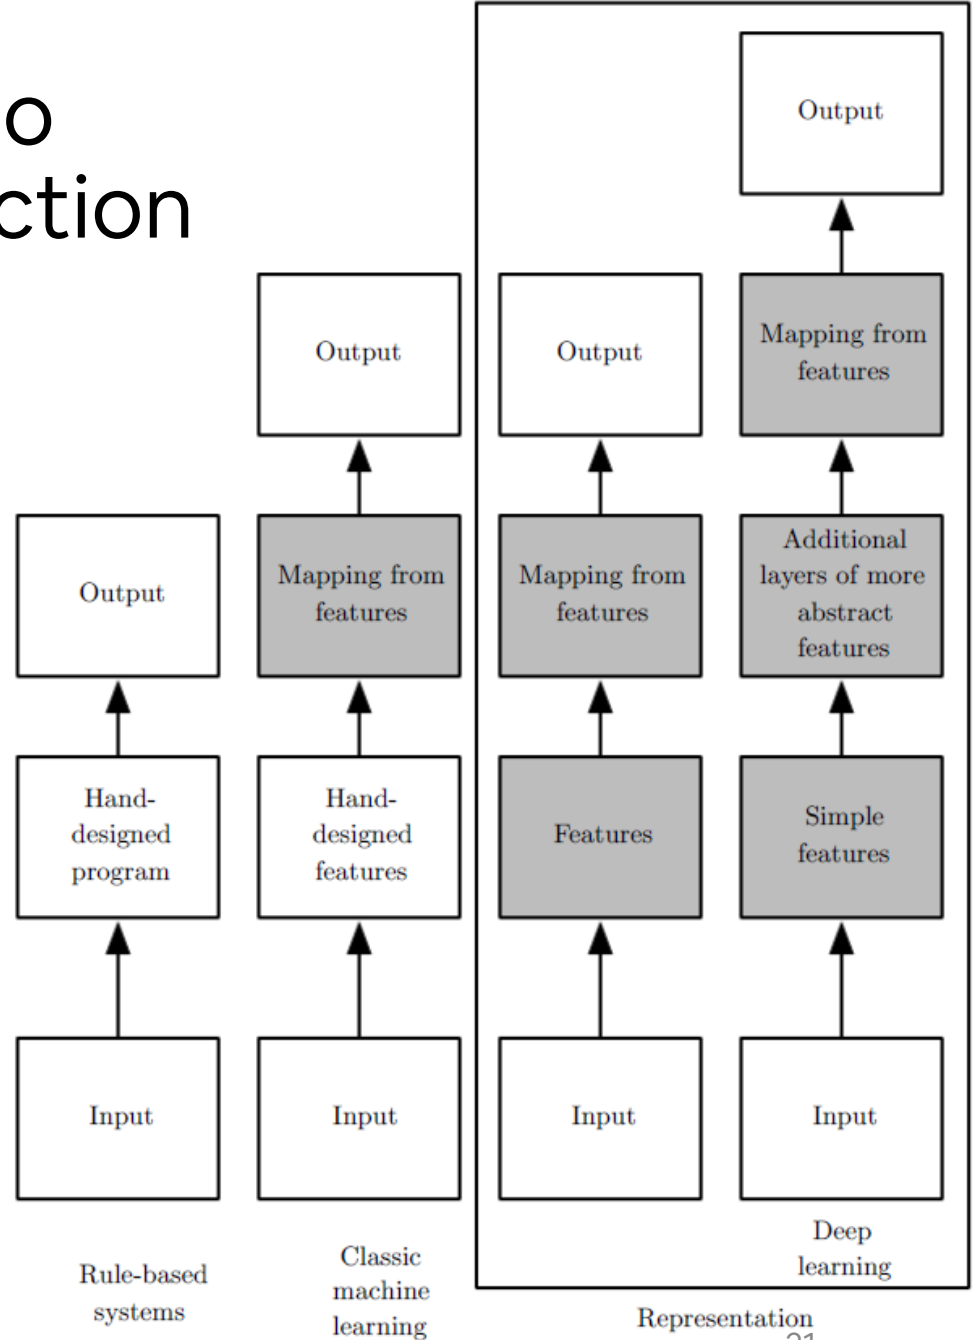 o
ction
Output
Mapping from
features
Output
Output
Additional
layers of more
abstract
features
Mapping from
features
Mapping from
features
Output
Simple
features
Features
Hand-
designed
features
Hand-
designed
program
Input
Input
Input
Input
Deep
learning
Classic
machine
learning
Rule-based
systems
Representation